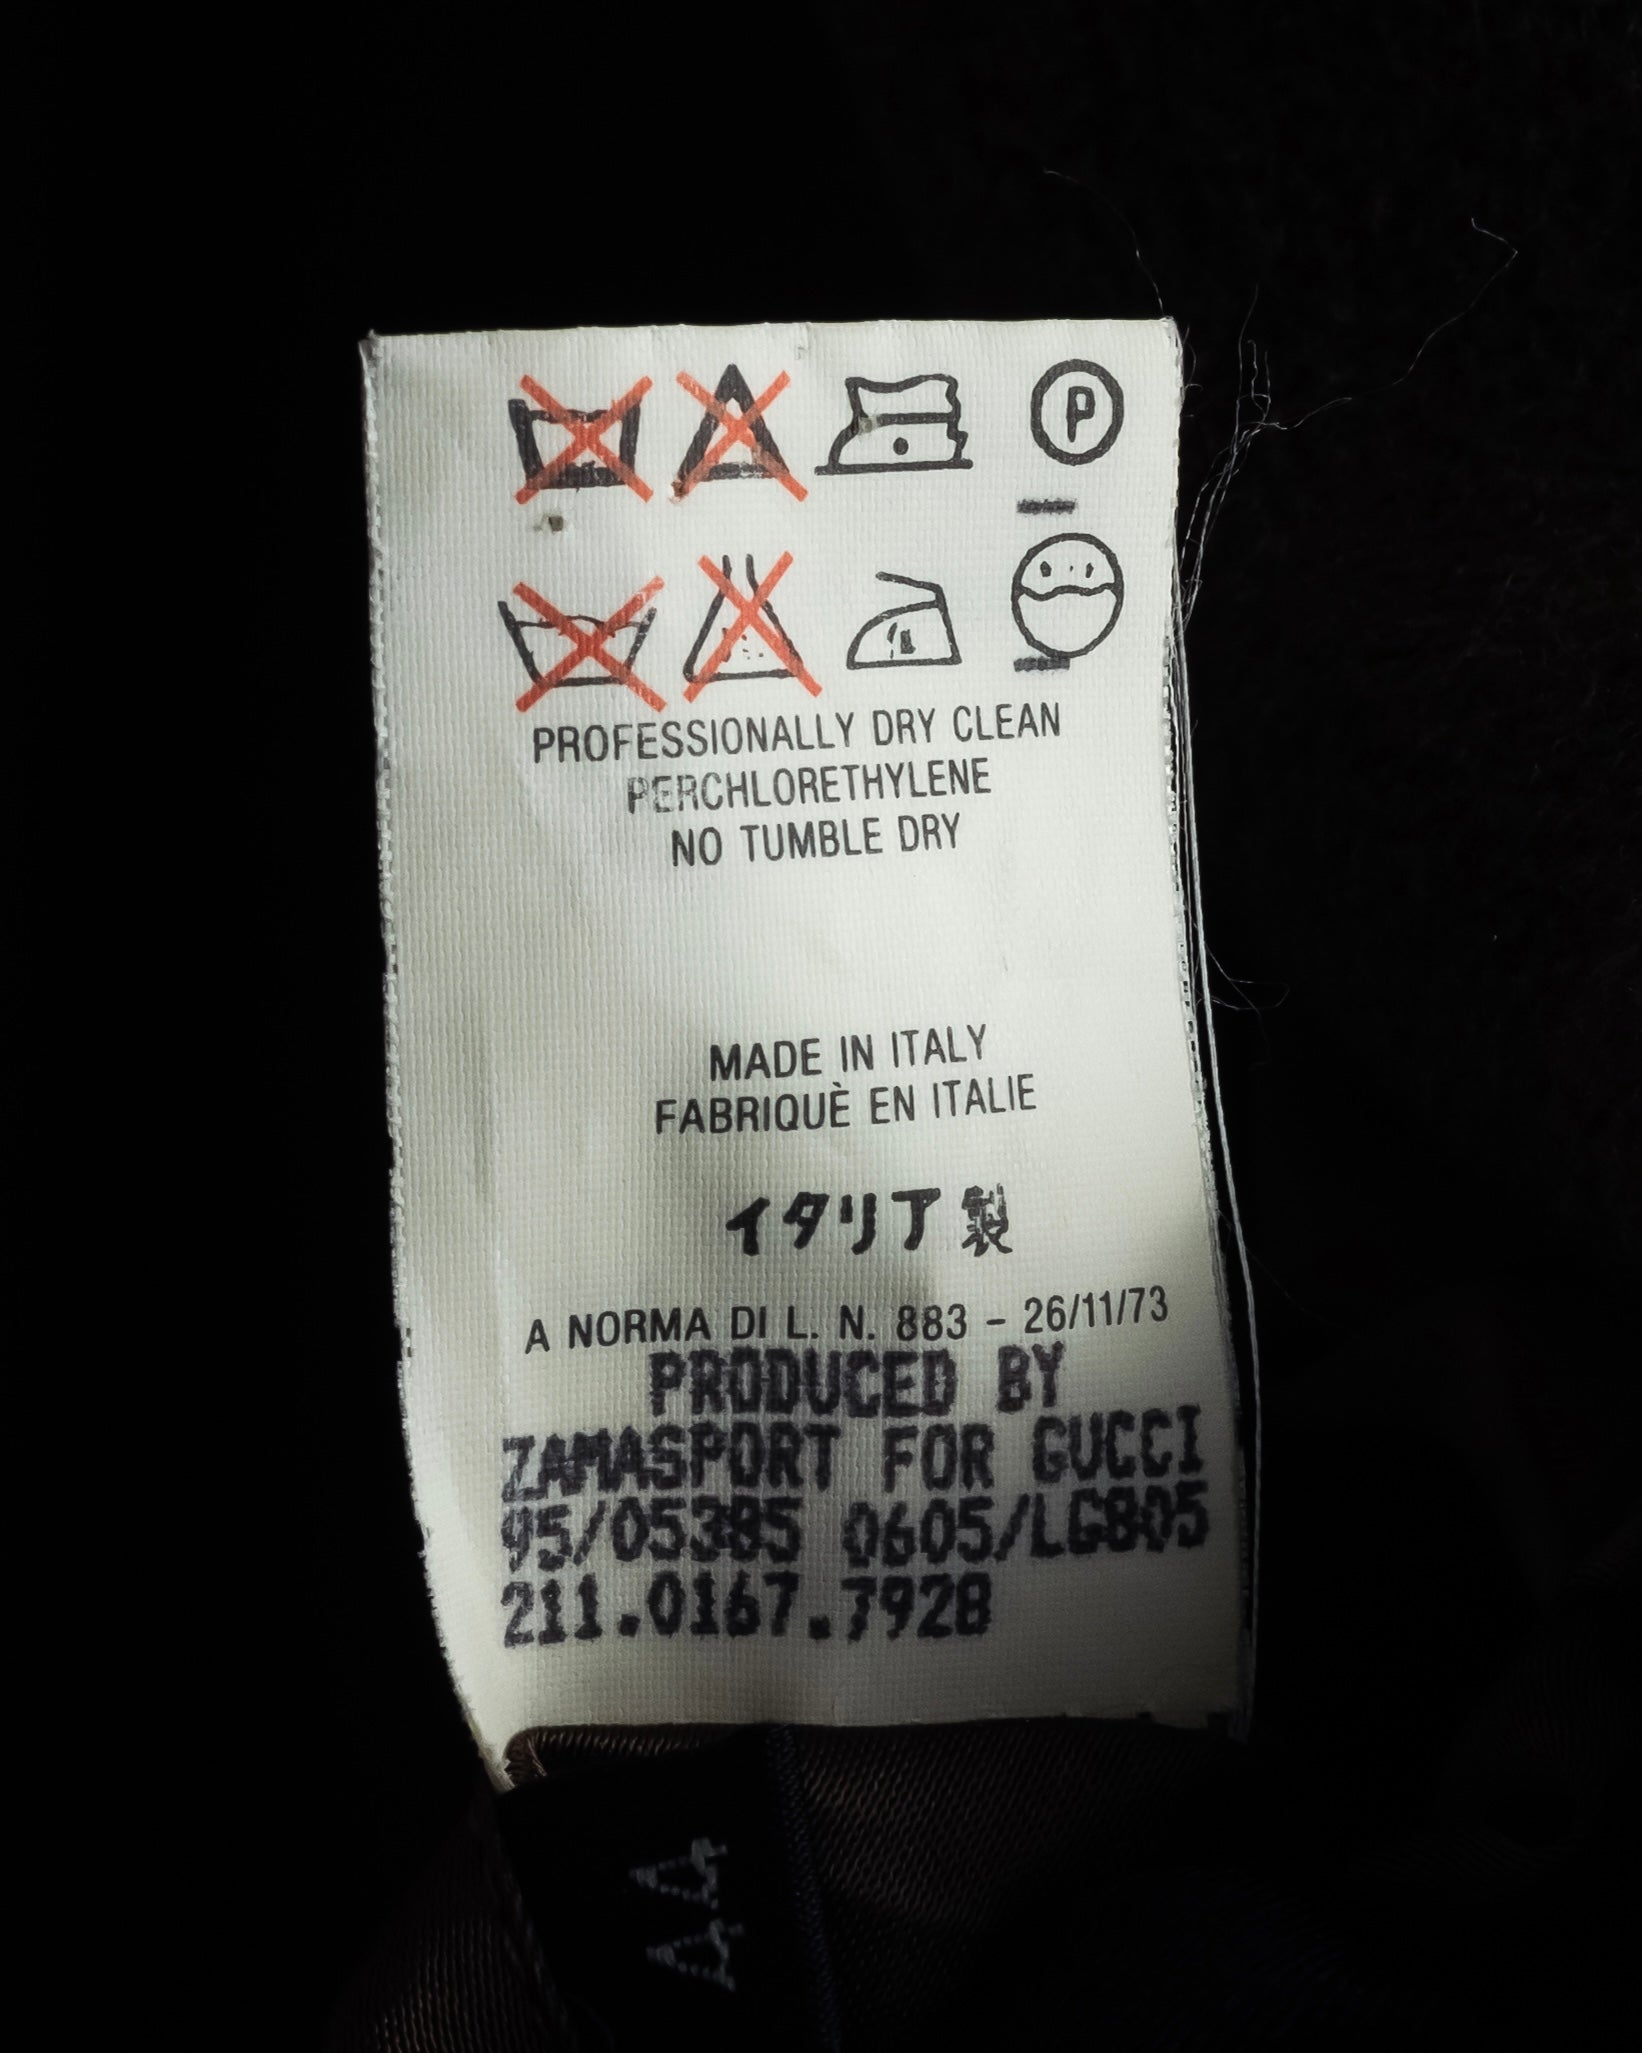 P
PROFESSIONALLY DRY CLEAN
PERCHLORETHYLENE
NO TUMBLE DRY
MADE IN ITALY
FABRIQUÈ EN ITALIE
イタリア製
A NORMA DI L. N. 883 - 26/11/73
PRODUCED BY
ZAMASPORT FOR GUCCI
95/05385 0605/LG805
211.0167.7928
44